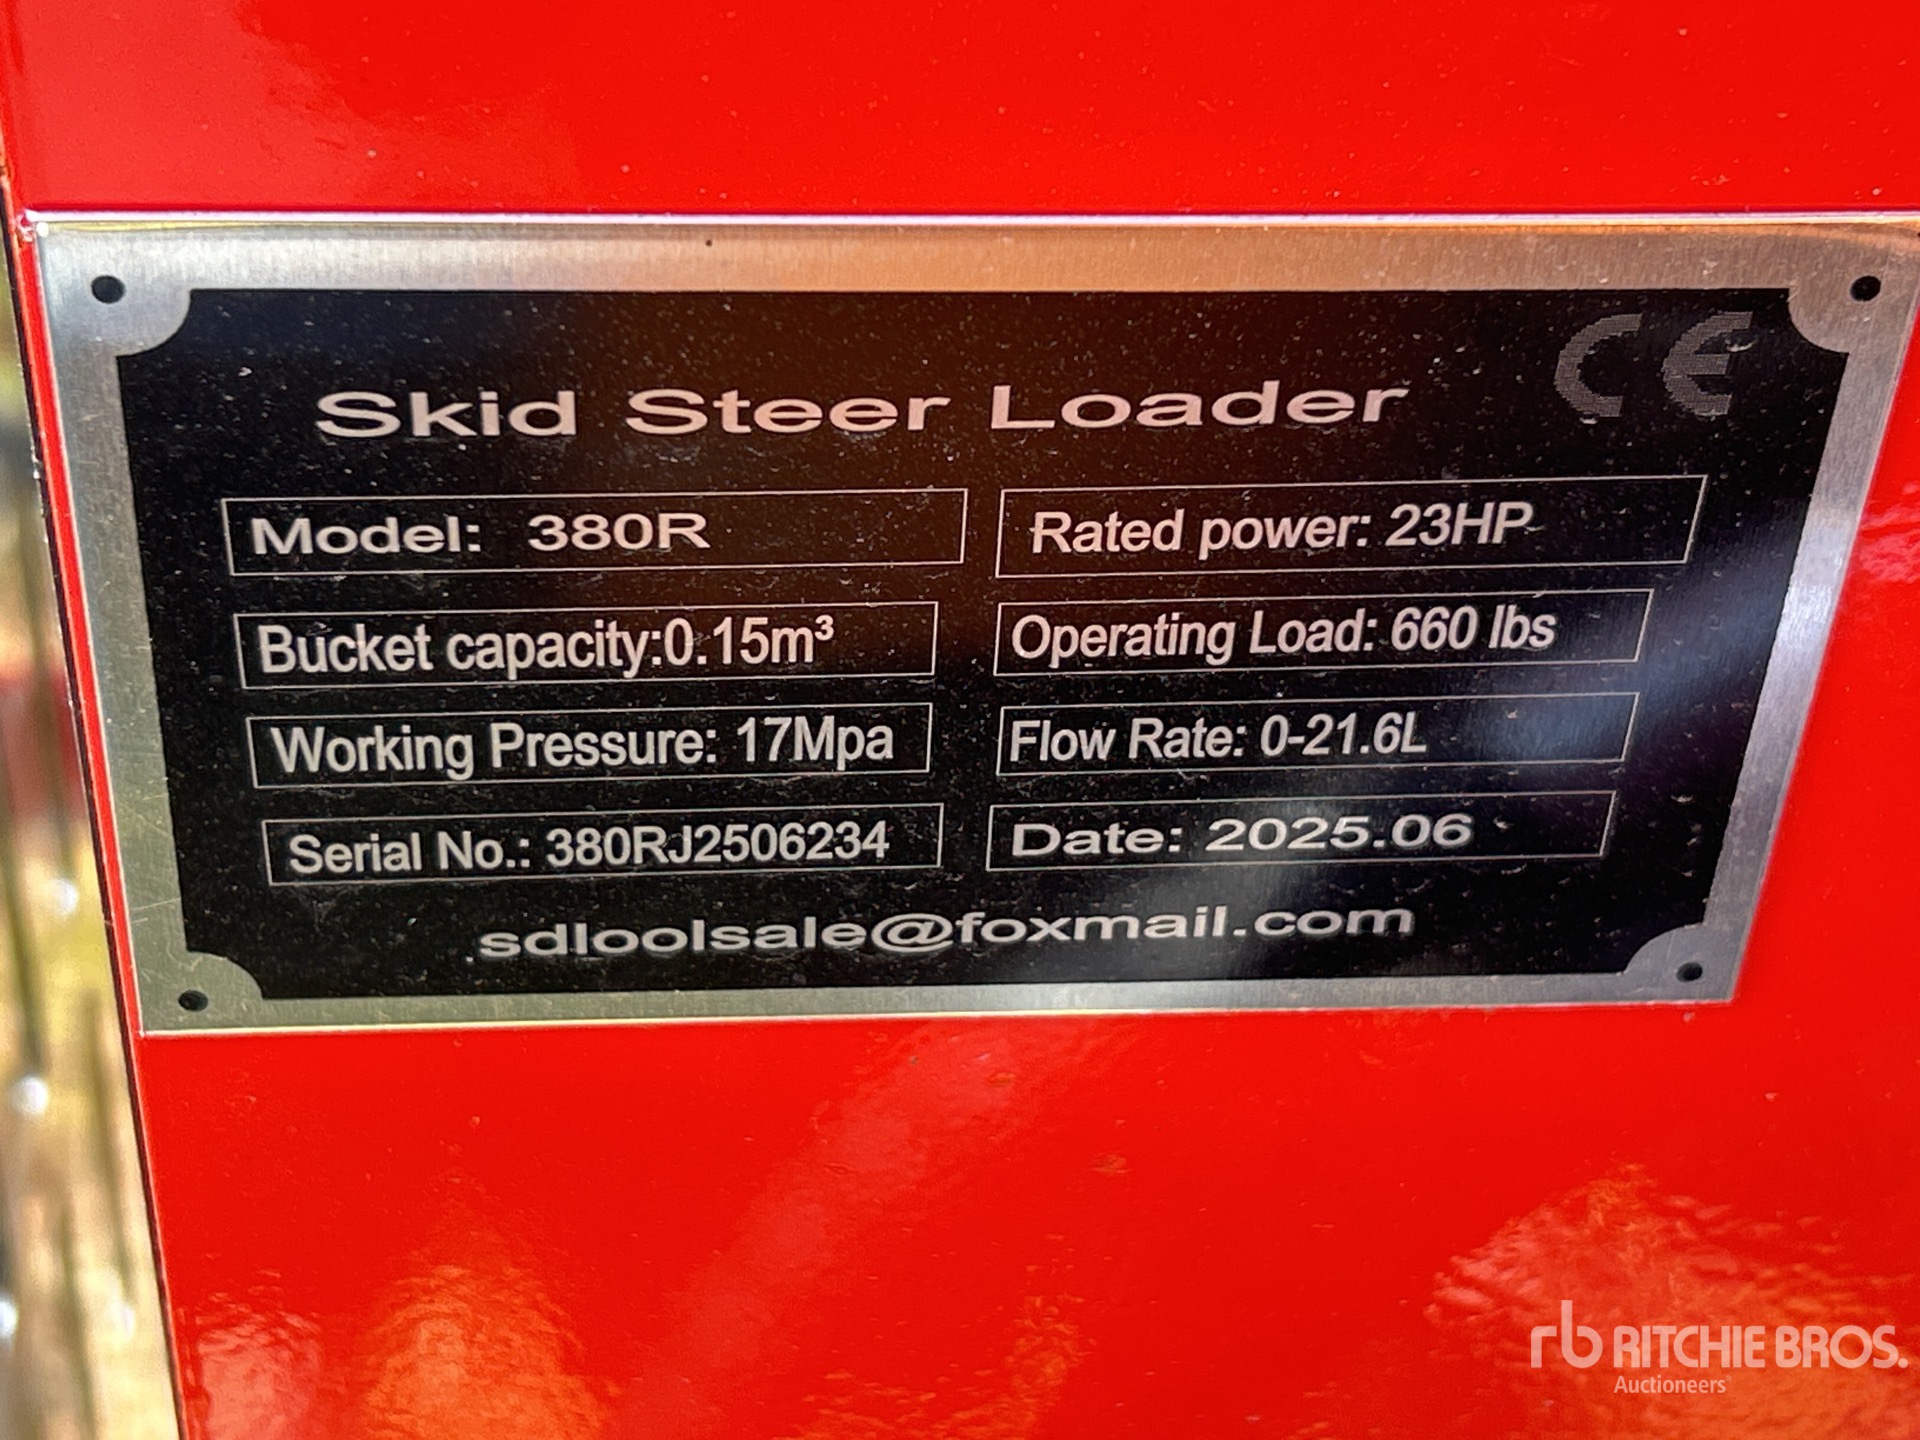 CE
Skid Steer Loader
Model: 380R
Rated power: 23HP
Bucket capacity:0.15m³
Operating Load: 660 lbs
Working Pressure: 17Mpa
Flow Rate: 0-21.6L
Serial No.: 380RJ2506234
Date: 2025.06
sdloolsale@foxmail.com
rb RITCHIE BROS.
Auctioneers